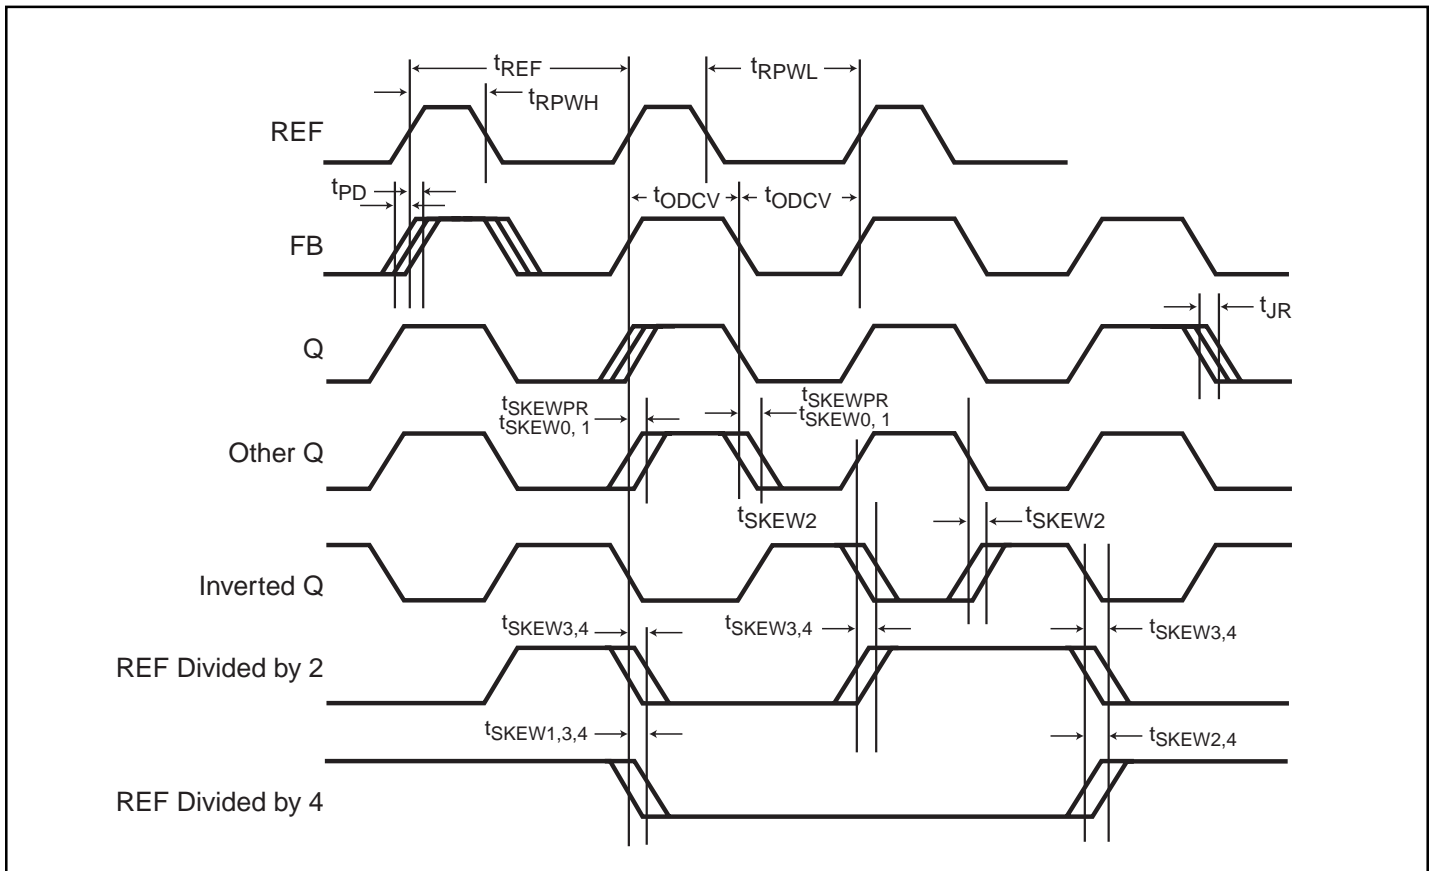 tREF
tRPWL
tRPWH
REF
tPD
tODCV
tODCV
FB
tJR
Q
tSKEWPR
tSKEW0, 1
tSKEWPR
tSKEW0, 1
Other Q
tSKEW2
tSKEW2
Inverted Q
tSKEW3,4
tSKEW3,4
tSKEW3,4
REF Divided by 2
tSKEW1,3,4
tSKEW2,4
REF Divided by 4